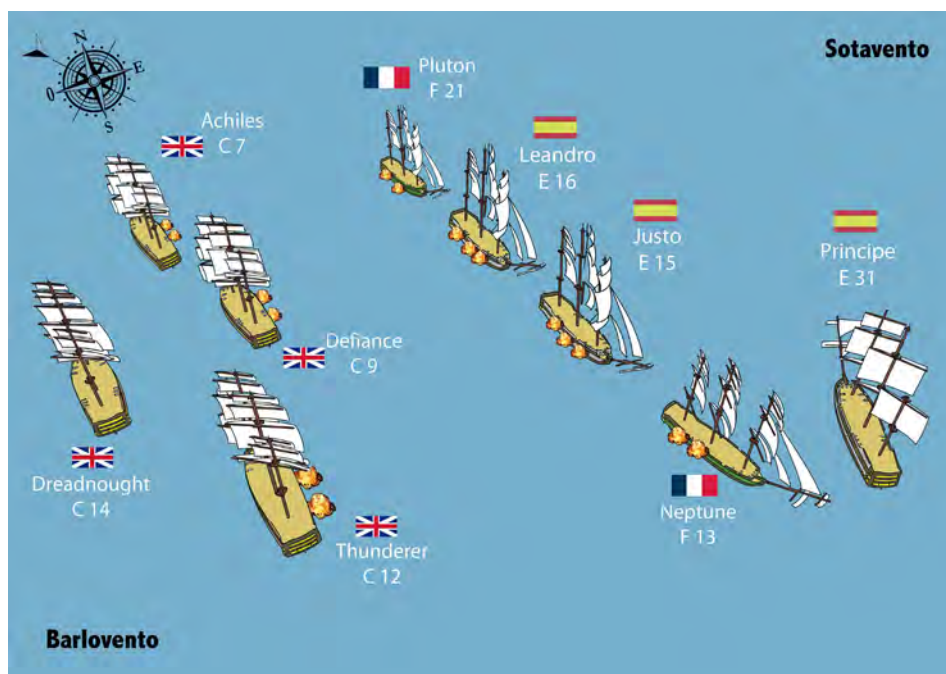 Sotavento
N
E
O
S
Pluton
F 21
Achiles
C 7
Leandro
E 16
Justo
E 15
Principe
E 31
Defiance
C 9
Dreadnought
C 14
Neptune
F 13
Thunderer
C 12
Barlovento